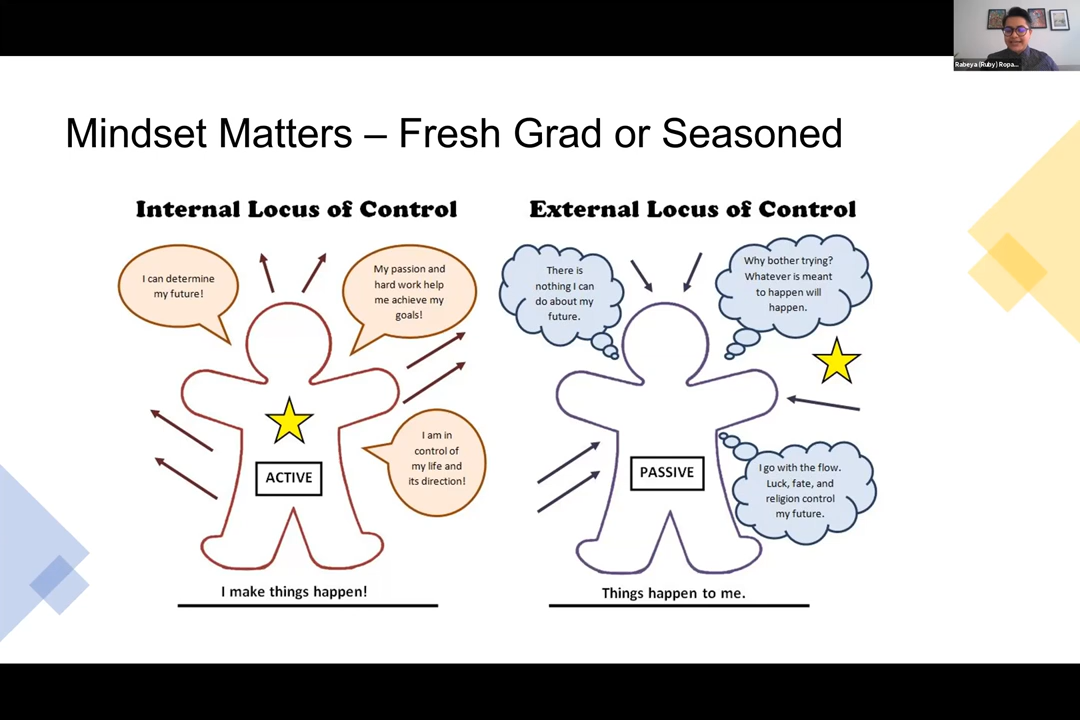 Rabeya (Ruby) Ropa...
Mindset Matters – Fresh Grad or Seasoned
Internal Locus of Control
I can determine
my future!
My passion and
hard work help
me achieve my
goals!
I am in
control of
my life and
its direction!
ACTIVE
I make things happen!
External Locus of Control
There is
nothing I can
do about my
future.
Why bother trying?
Whatever is meant
to happen will
happen.
I go with the flow.
Luck, fate, and
religion control
my future.
PASSIVE
Things happen to me.